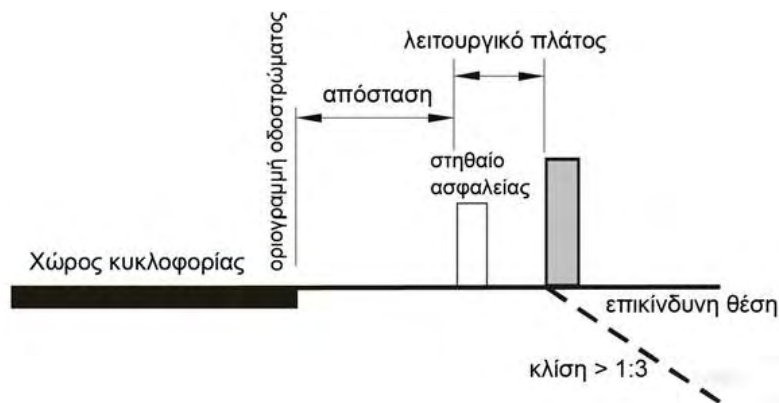 λειτουργικό πλάτος
απόσταση
οριογραμμή οδοστρώματος
στηθαίο
ασφαλείας
Χώρος κυκλοφορίας
επικίνδυνη θέση
κλίση > 1:3